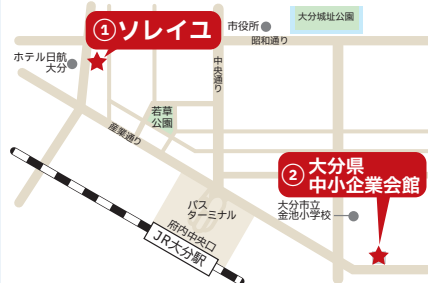 ①ソレイユ
市役所
大分城址公園
昭和通り
ホテル日航
大分
中央通り
若草
公園
産業通り
②大分県
中小企業会館
バス
ターミナル
大分市立
金池小学校
府内中央口
JR大分駅